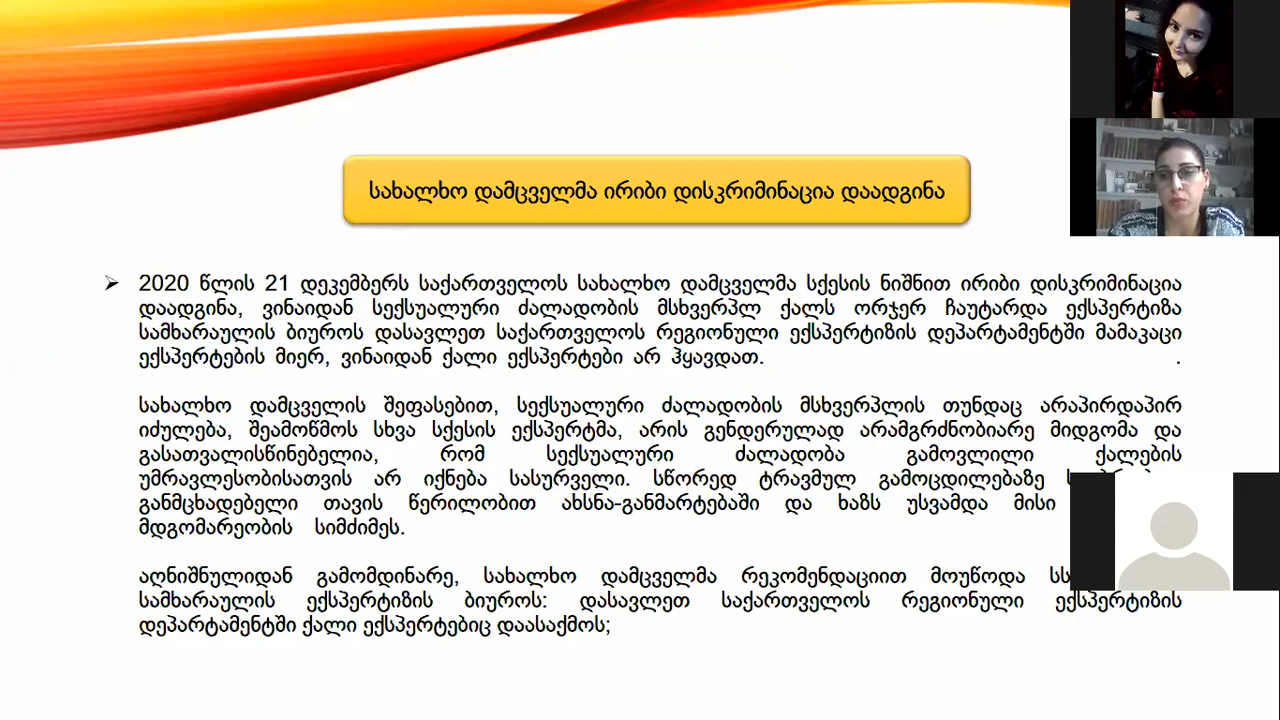 სახალხო დამცველმა ირიბი დისკრიმინაცია დაადგინა
2020 წლის 21 დეკემბერს საქართველოს სახალხო დამცველმა სქესის ნიშნით ირიბი დისკრიმინაცია
დაადგინა, ვინაიდან სექსუალური ძალადობის მსხვერპლ ქალს ორჯერ ჩაუტარდა ექსპერტიზა
სამხარაულის ბიუროს დასავლეთ საქართველოს რეგიონული ექსპერტიზის დეპარტამენტში მამაკაცი
ექსპერტების მიერ, ვინაიდან ქალი ექსპერტები არ ჰყავდათ. .
სახალხო დამცველის შეფასებით, სექსუალური ძალადობის მსხვერპლის თუნდაც არაპირდაპირ
იძულება, შეამოწმოს სხვა სქესის ექსპერტმა, არის გენდერულად არამგრძნობიარე მიდგომა და
გასათვალისწინებელია, რომ სექსუალური ძალადობა გამოვლილი ქალების
უმრავლესობისათვის არ იქნება სასურველი. სწორედ ტრავმულ გამოცდილებაზე
განმცხადებელი თავის წერილობით ახსნა-განმარტებაში და ხაზს უსვამდა მისი
მდგომარეობის სიმძიმეს.
აღნიშნულიდან გამომდინარე, სახალხო დამცველმა რეკომენდაციით მოუწოდა
სამხარაულის ექსპერტიზის ბიუროს: დასავლეთ საქართველოს რეგიონული ექსპერტიზის
დეპარტამენტში ქალი ექსპერტებიც დაასაქმოს;